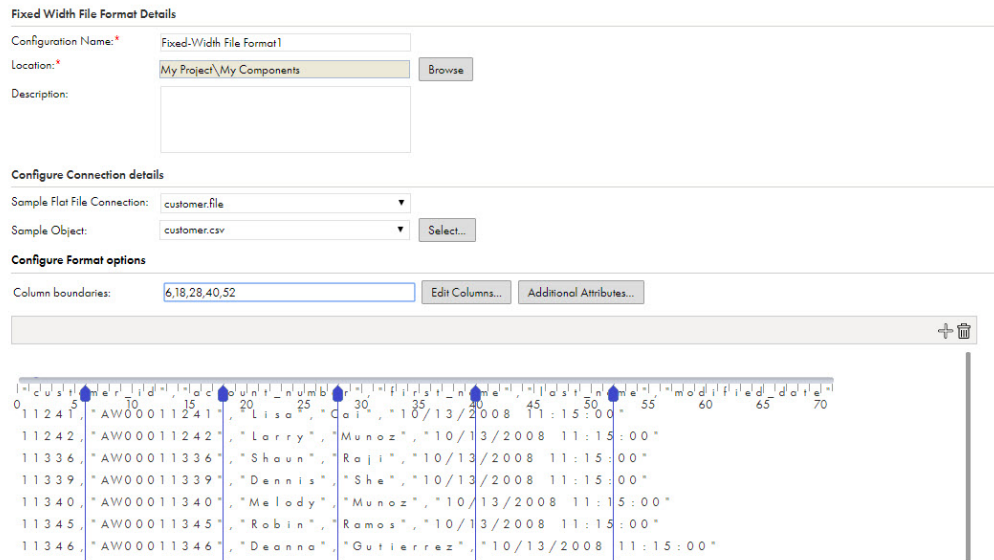 Fixed Width File Format Details
Configuration Name:* Fixed-Width File Format1
Location:* My Project\My Components Browse
Description:
Configure Connection details
Sample Flat File Connection: customer.file
Sample Object: customer.csv Select...
Configure Format options
Column boundaries: 6,18,28,40,52 Edit Columns... Additional Attributes...
"customer_id","account_number","first_name","last_name","modified_date"
0 5 10 15 20 25 30 35 40 45 50 55 60 65 70
11241,"AW00011241","Lisa","Cai","10/13/2008 11:15:00"
11242,"AW00011242","Larry","Munoz","10/13/2008 11:15:00"
11336,"AW00011336","Shaun","Raji","10/13/2008 11:15:00"
11339,"AW00011339","Dennis","She","10/13/2008 11:15:00"
11340,"AW00011340","Melody","Munoz","10/13/2008 11:15:00"
11345,"AW00011345","Robin","Ramos","10/13/2008 11:15:00"
11346,"AW00011346","Deanna","Gutierrez","10/13/2008 11:15:00"